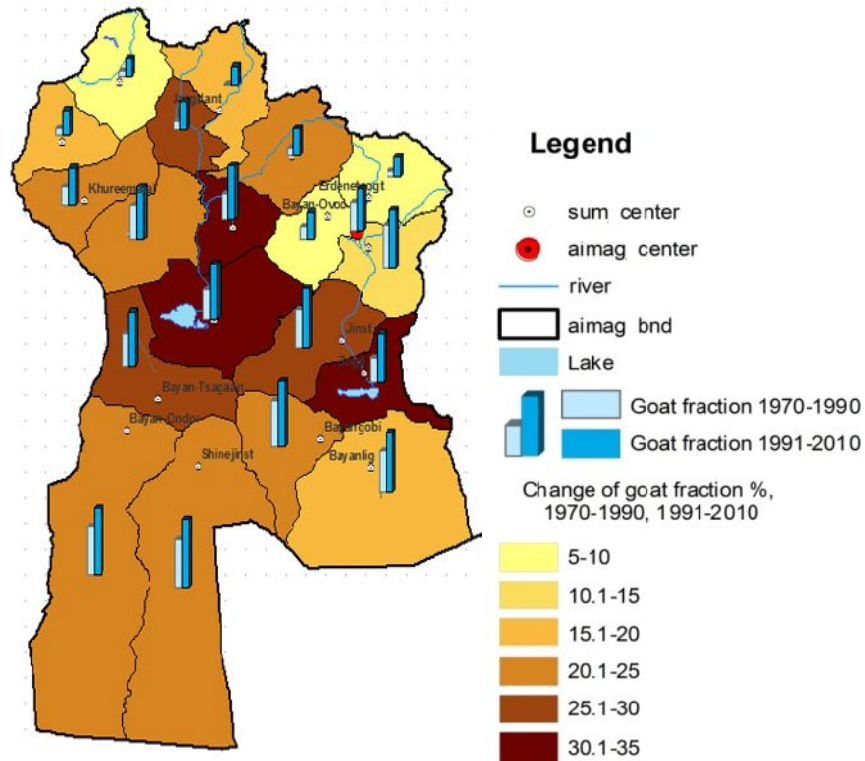 Jargalant
Khureemaral
Erdenetsogt
Bayan-Ovoo
Jinst
Bogd
Bayan-Tsagaan
Bayan-Ondor
Bayangobi
Shinejinst
Bayanlig
Legend
sum center
aimag center
river
aimag bnd
Lake
Goat fraction 1970-1990
Goat fraction 1991-2010
Change of goat fraction %,
1970-1990, 1991-2010
5-10
10.1-15
15.1-20
20.1-25
25.1-30
30.1-35